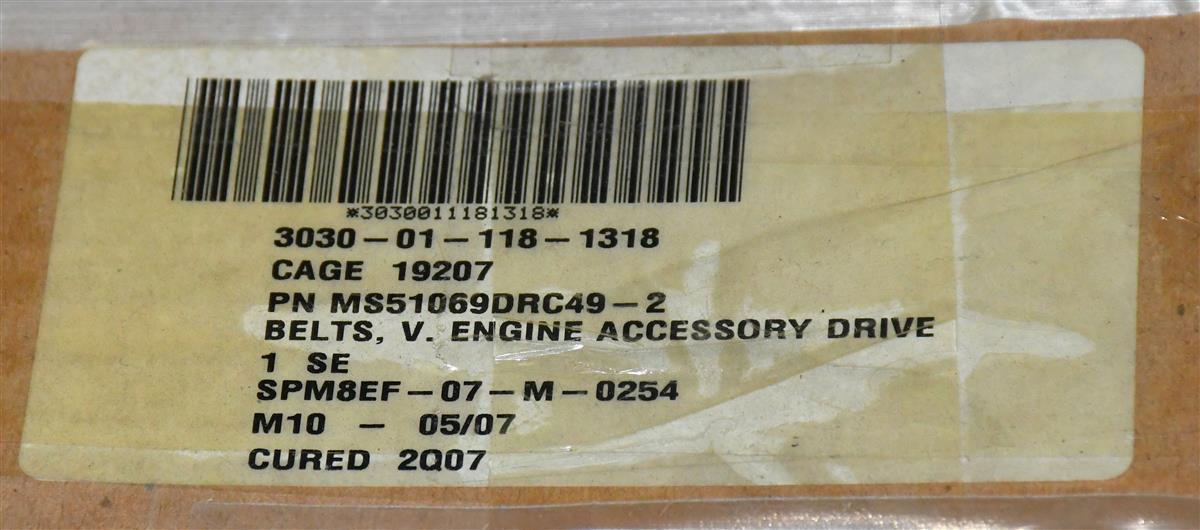 *3030011181318*
3030-01-118-1318
CAGE 19207
PN MS51069DRC49-2
BELTS, V. ENGINE ACCESSORY DRIVE
1 SE
SPM8EF-07-M-0254
M10 - 05/07
CURED 2Q07